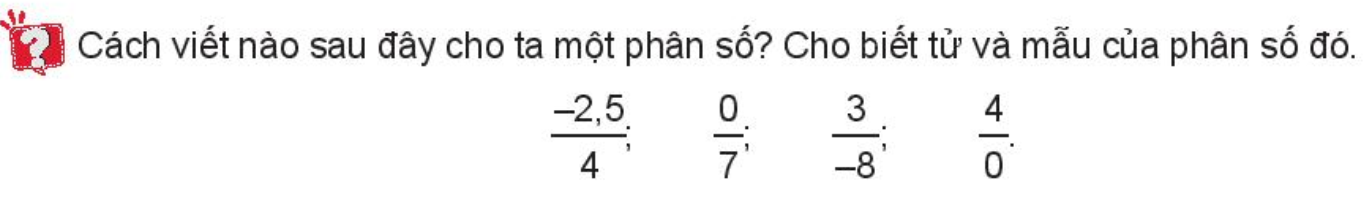 Cách viết nào sau đây cho ta một phân số? Cho biết tử và mẫu của phân số đó.
–2,5/4; 0/7; 3/–8; 4/0.